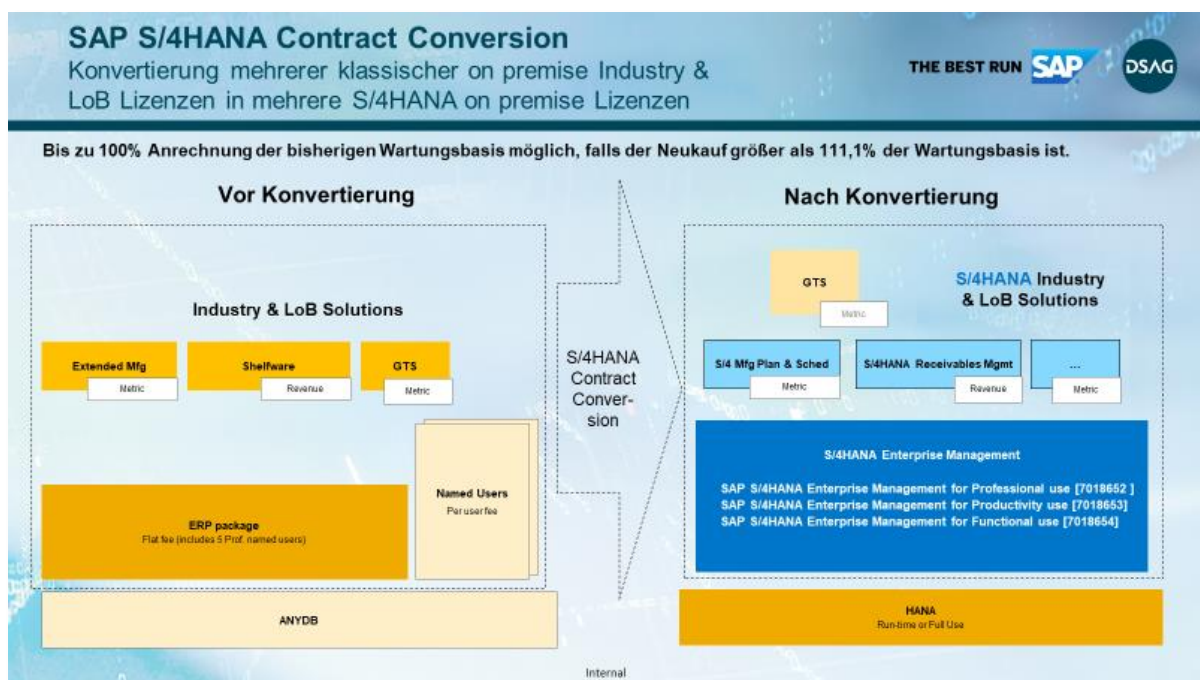 SAP S/4HANA Contract Conversion
Konvertierung mehrerer klassischer on premise Industry &
LoB Lizenzen in mehrere S/4HANA on premise Lizenzen
THE BEST RUN SAP
DSAG
Bis zu 100% Anrechnung der bisherigen Wartungsbasis möglich, falls der Neukauf größer als 111,1% der Wartungsbasis ist.
Vor Konvertierung
Industry & LoB Solutions
Extended Mfg
Metric
Shelfware
Revenue
GTS
Metric
Named Users
Per user fee
ERP package
Flat fee (includes 5 Prof. named users)
ANYDB
S/4HANA
Contract
Conver-
sion
Nach Konvertierung
GTS
Metric
S/4HANA Industry
& LoB Solutions
S/4 Mfg Plan & Sched
Metric
S/4HANA Receivables Mgmt
Revenue
...
Metric
S/4HANA Enterprise Management
SAP S/4HANA Enterprise Management for Professional use [7018652 ]
SAP S/4HANA Enterprise Management for Productivity use [7018653]
SAP S/4HANA Enterprise Management for Functional use [7018654]
HANA
Run-time or Full Use
Internal